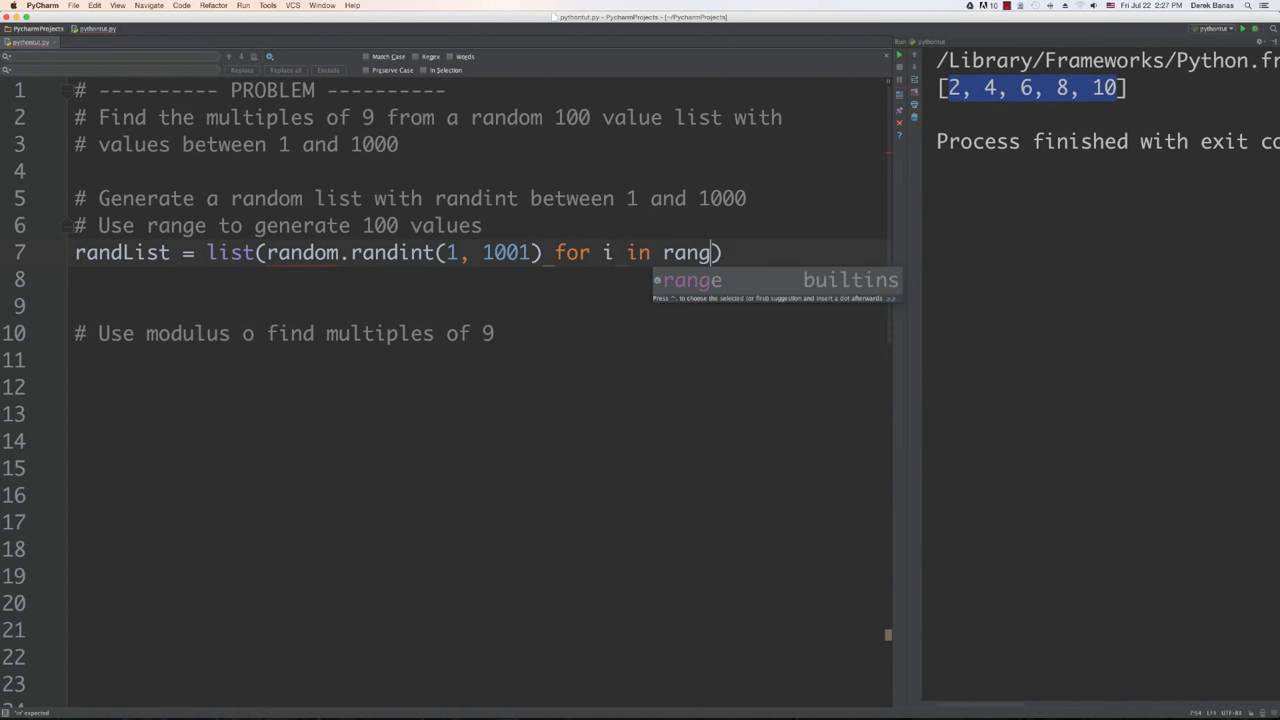 PyCharm File Edit View Navigate Code Refactor Run Tools VCS Window Help
10 Fri Jul 22 2:27 PM Derek Banas
pythontut.py - PycharmProjects - [~/PycharmProjects]
PycharmProjects pythontut.py
pythontut
pythontut.py
Run pythontut
Match Case Regex Words
Replace Replace all Exclude Preserve Case In Selection
1 # ---------- PROBLEM ----------
2 # Find the multiples of 9 from a random 100 value list with
3 # values between 1 and 1000
4
5 # Generate a random list with randint between 1 and 1000
6 # Use range to generate 100 values
7 randList = list(random.randint(1, 1001) for i in rang)
8
range builtins
Press ^. to choose the selected (or first) suggestion and insert a dot afterwards >>
9
10 # Use modulus o find multiples of 9
11
12
13
14
15
16
17
18
19
20
21
22
23
24
/Library/Frameworks/Python.fr
[2, 4, 6, 8, 10]
Process finished with exit co
'in' expected
7:54 LF÷ UTF-8÷